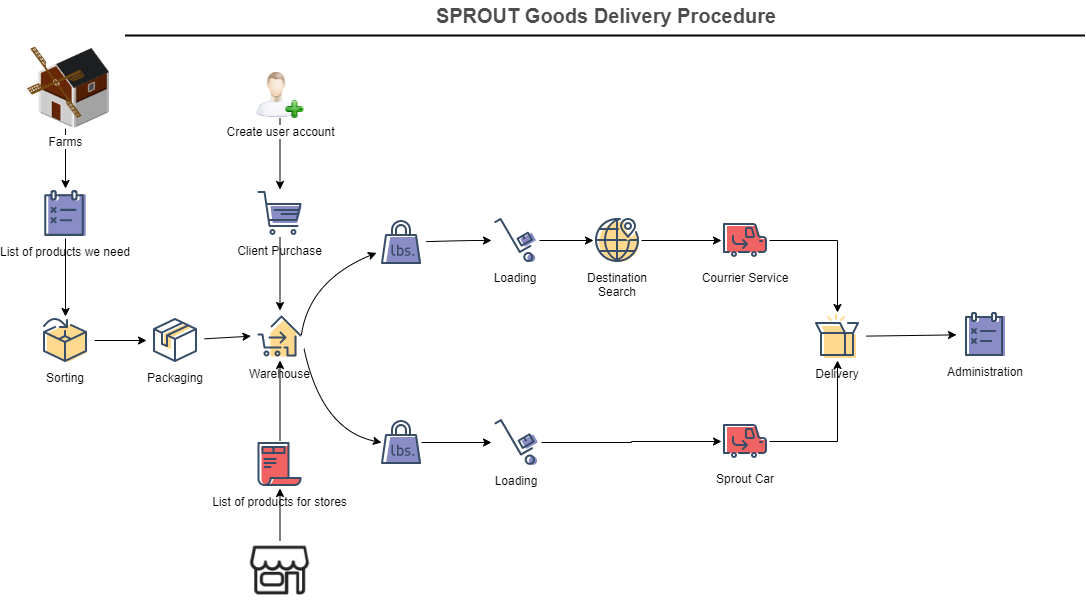 SPROUT Goods Delivery Procedure
Farms
Create user account
List of products we need
Client Purchase
lbs.
Loading
Destination
Search
Courrier Service
Sorting
Packaging
Warehouse
Delivery
Administration
lbs.
Loading
Sprout Car
List of products for stores